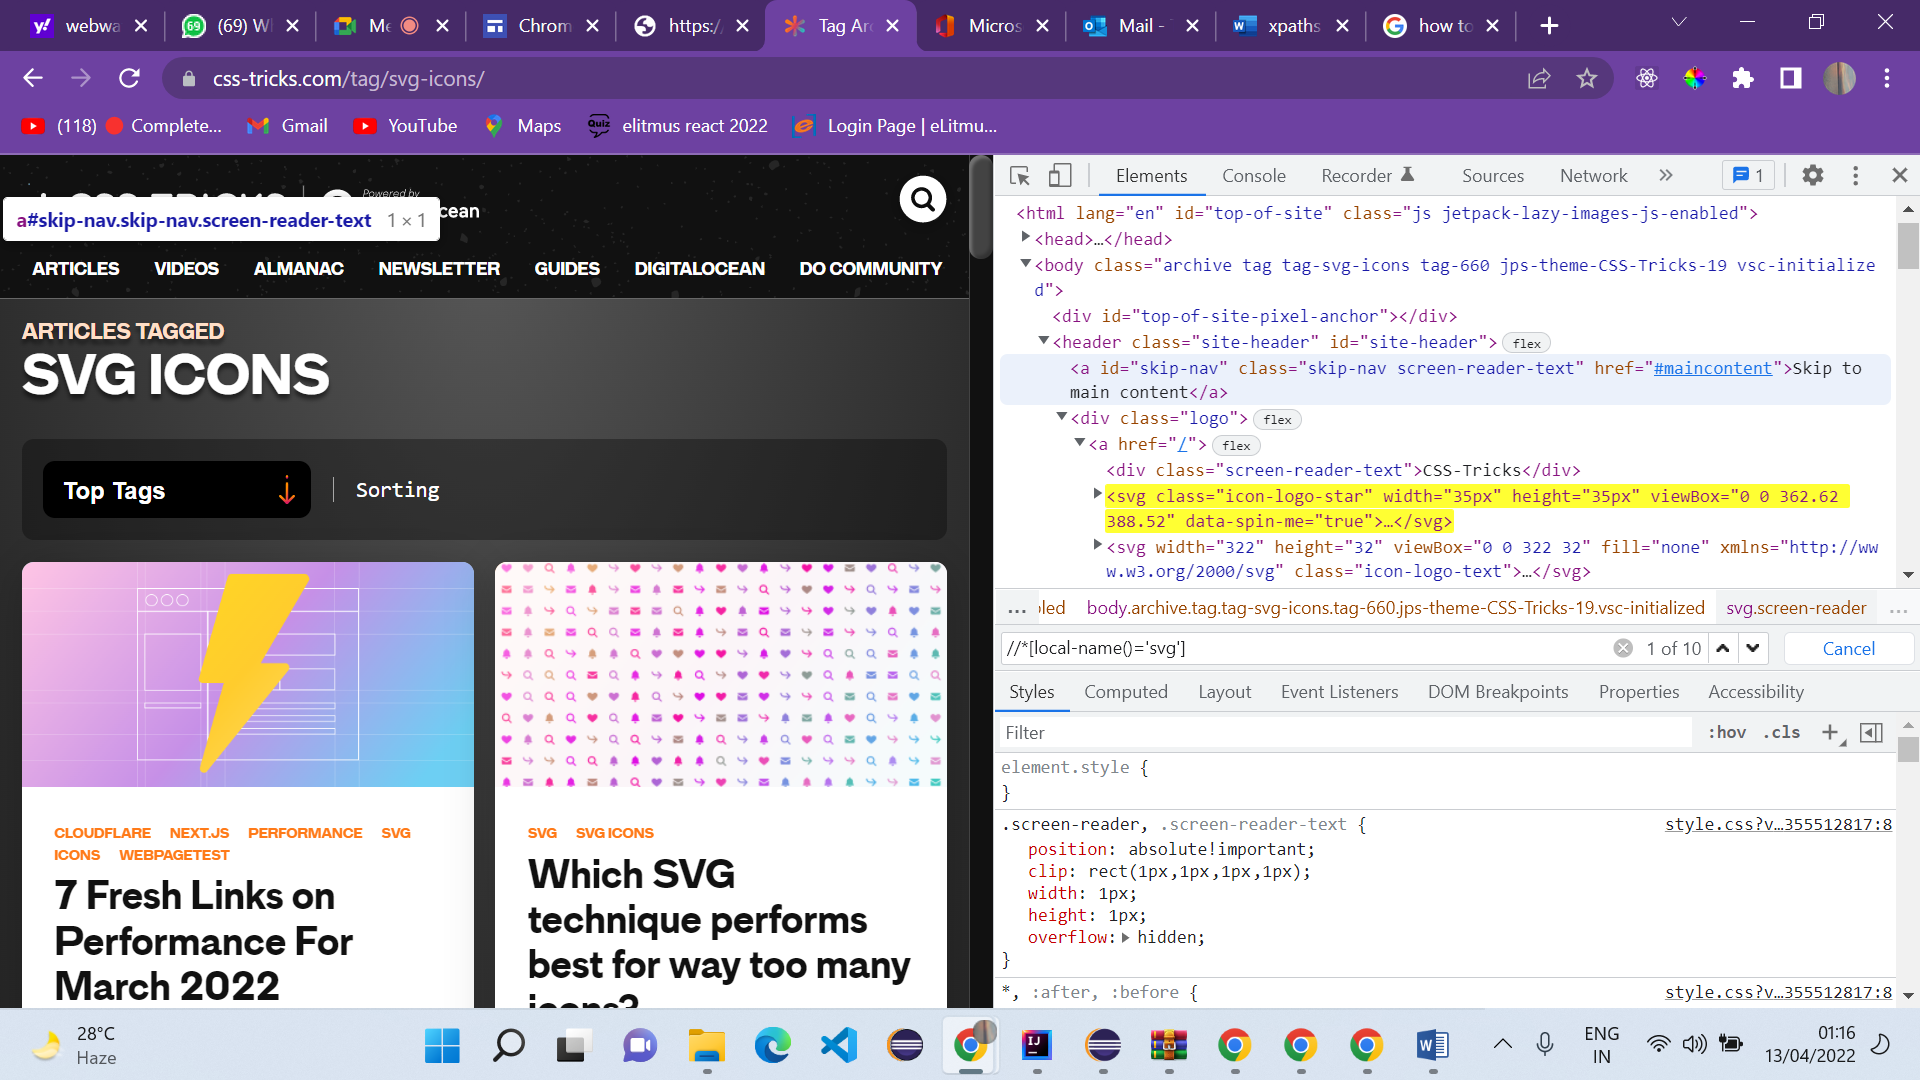 webwa
(69) W
Me
Chrom
https:/
Tag Arc
Micros
Mail -
xpaths
how to
css-tricks.com/tag/svg-icons/
(118)
Complete...
Gmail
YouTube
Maps
Quiz
elitmus react 2022
Login Page | eLitmu...
Powered by
cean
a#skip-nav.skip-nav.screen-reader-text 1 × 1
ARTICLES VIDEOS ALMANAC NEWSLETTER GUIDES DIGITALOCEAN DO COMMUNITY
ARTICLES TAGGED
SVG ICONS
Top Tags
Sorting
CLOUDFLARE NEXT.JS PERFORMANCE SVG
ICONS WEBPAGETEST
7 Fresh Links on
Performance For
March 2022
SVG SVG ICONS
Which SVG
technique performs
best for way too many
icons?
Elements Console Recorder Sources Network » 1
<html lang="en" id="top-of-site" class="js jetpack-lazy-images-js-enabled">
<head>…</head>
<body class="archive tag tag-svg-icons tag-660 jps-theme-CSS-Tricks-19 vsc-initialize
d">
<div id="top-of-site-pixel-anchor"></div>
<header class="site-header" id="site-header"> flex
<a id="skip-nav" class="skip-nav screen-reader-text" href="#maincontent">Skip to
main content</a>
<div class="logo"> flex
<a href="/"> flex
<div class="screen-reader-text">CSS-Tricks</div>
<svg class="icon-logo-star" width="35px" height="35px" viewBox="0 0 362.62
388.52" data-spin-me="true">…</svg>
<svg width="322" height="32" viewBox="0 0 322 32" fill="none" xmlns="http://ww
w.w3.org/2000/svg" class="icon-logo-text">…</svg>
... bled body.archive.tag.tag-svg-icons.tag-660.jps-theme-CSS-Tricks-19.vsc-initialized svg.screen-reader ...
//*[local-name()='svg'] 1 of 10 Cancel
Styles Computed Layout Event Listeners DOM Breakpoints Properties Accessibility
Filter :hov .cls +
element.style {
}
.screen-reader, .screen-reader-text { style.css?v…355512817:8
position: absolute!important;
clip: rect(1px,1px,1px,1px);
width: 1px;
height: 1px;
overflow: hidden;
}
*, :after, :before { style.css?v…355512817:8
28°C
Haze
ENG
IN
01:16
13/04/2022